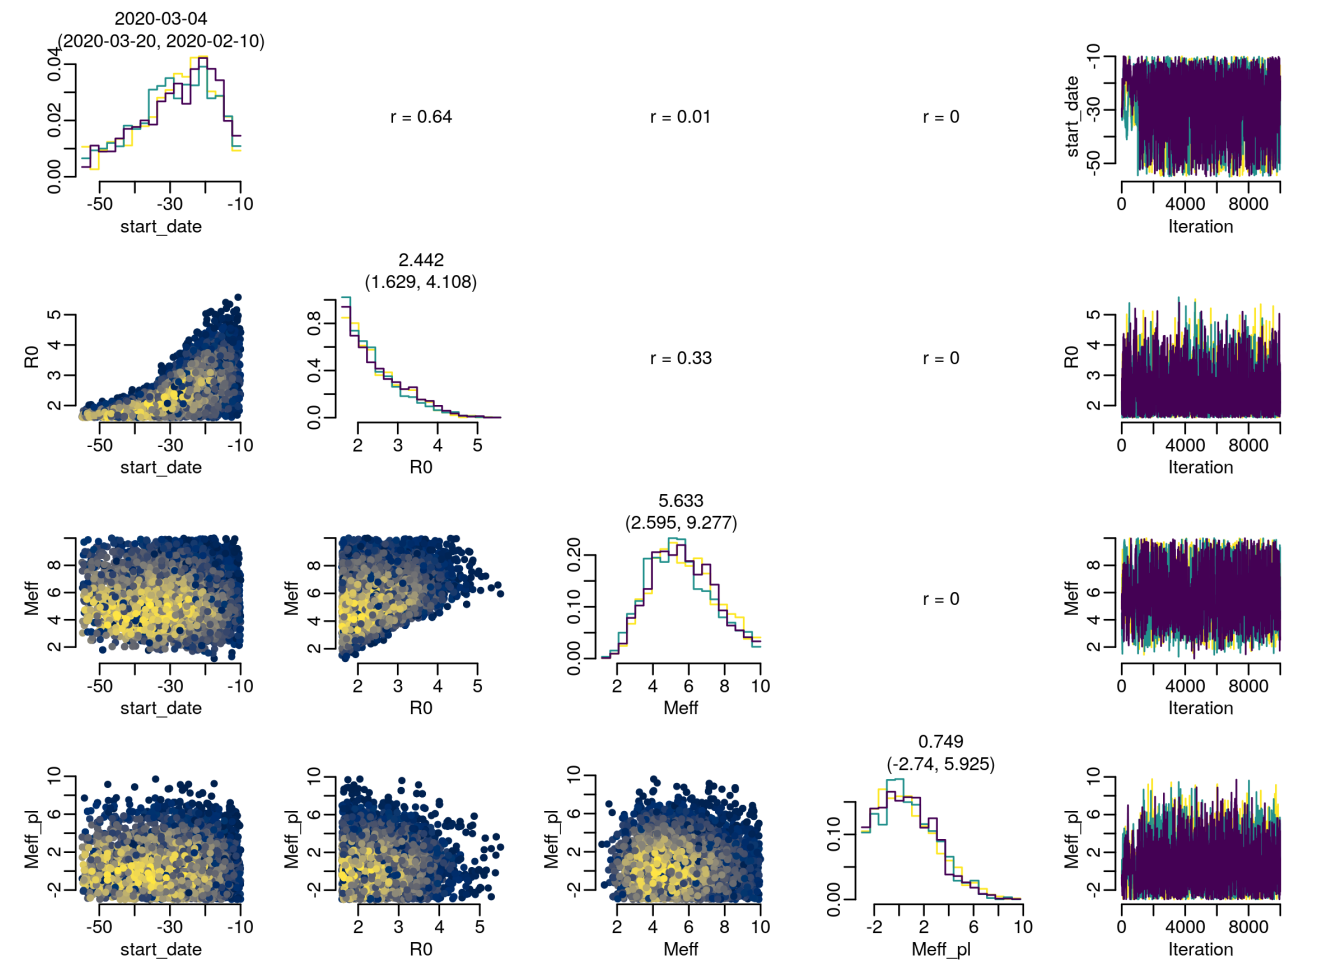 2020-03-04
(2020-03-20, 2020-02-10)
0.00 0.02 0.04
-50 -30 -10
start_date
r = 0.64
r = 0.01
r = 0
start_date
-50 -30 -10
0 4000 8000
Iteration
R0
2 3 4 5
-50 -30 -10
start_date
2.442
(1.629, 4.108)
0.0 0.4 0.8
2 3 4 5
R0
r = 0.33
r = 0
R0
2 3 4 5
0 4000 8000
Iteration
Meff
2 4 6 8
-50 -30 -10
start_date
Meff
2 4 6 8
2 3 4 5
R0
5.633
(2.595, 9.277)
0.00 0.10 0.20
2 4 6 8 10
Meff
r = 0
Meff
2 4 6 8
0 4000 8000
Iteration
Meff_pl
-2 2 6 10
-50 -30 -10
start_date
Meff_pl
-2 2 6 10
2 3 4 5
R0
Meff_pl
-2 2 6 10
2 4 6 8 10
Meff
0.749
(-2.74, 5.925)
0.00 0.10
-2 2 6 10
Meff_pl
Meff_pl
-2 2 6 10
0 4000 8000
Iteration